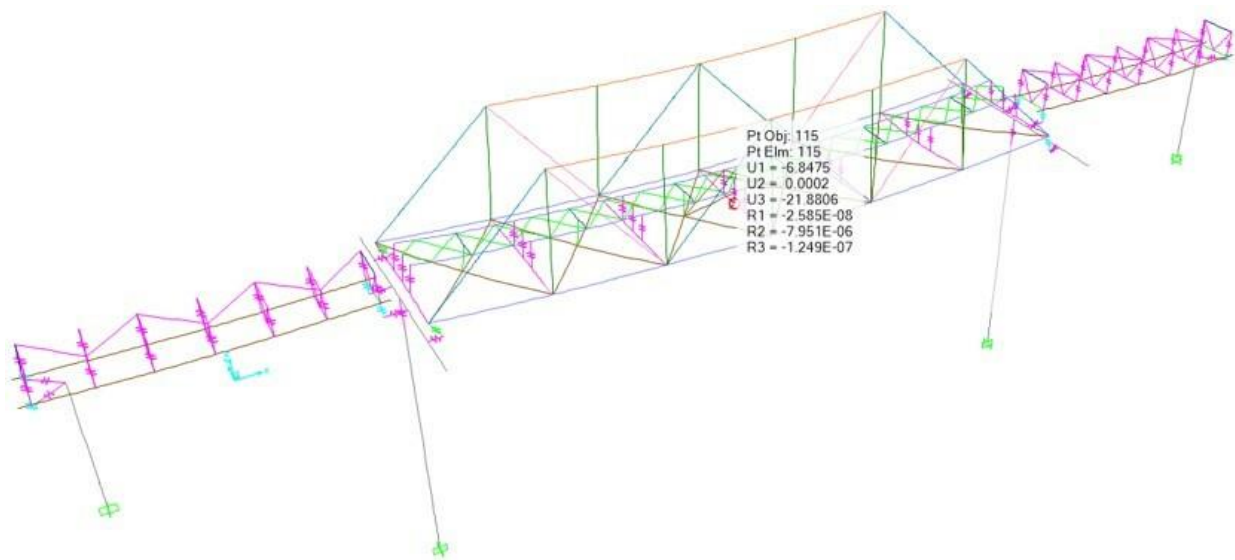 Pt Obj: 115
Pt Elm: 115
U1 = -6.8475
U2 = 0.0002
U3 = -21.8806
R1 = -2.585E-08
R2 = -7.951E-06
R3 = -1.249E-07